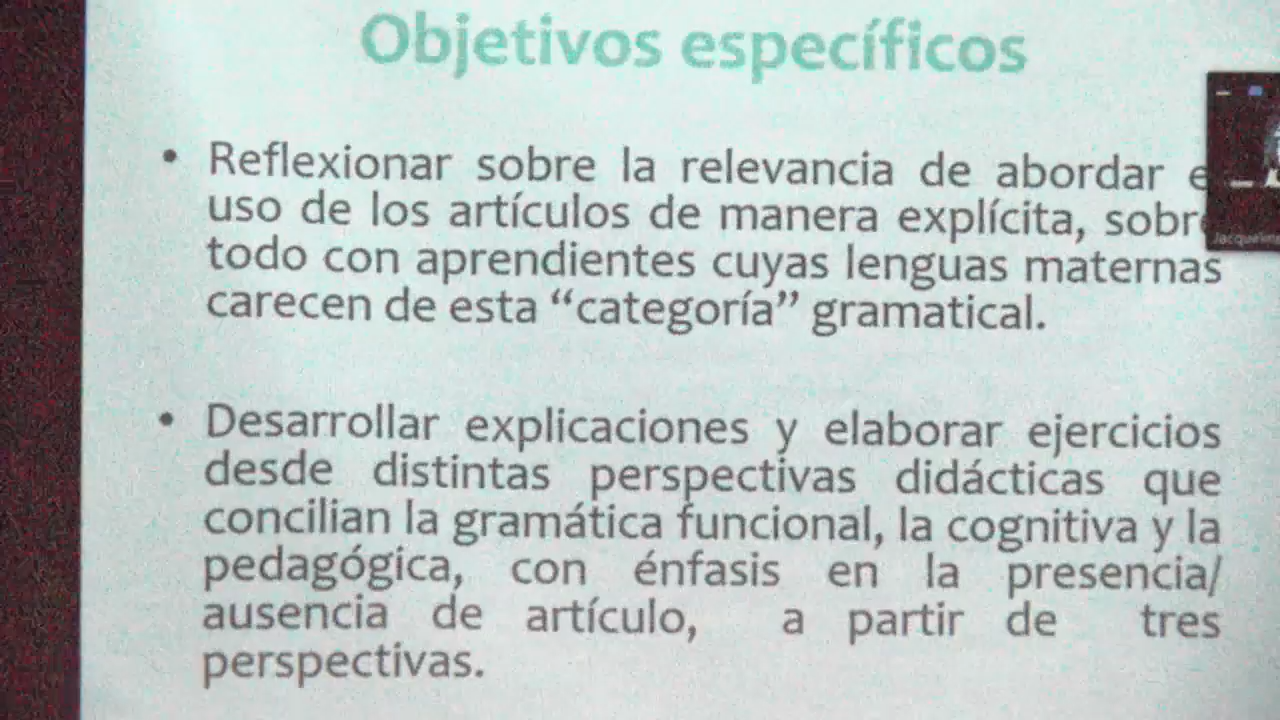 Objetivos específicos
• Reflexionar sobre la relevancia de abordar
uso de los artículos de manera explícita, sobre
todo con aprendientes cuyas lenguas maternas
carecen de esta “categoría” gramatical.
• Desarrollar explicaciones y elaborar ejercicios
desde distintas perspectivas didácticas que
concilian la gramática funcional, la cognitiva y la
pedagógica, con énfasis en la presencia/
ausencia de artículo, a partir de tres
perspectivas.